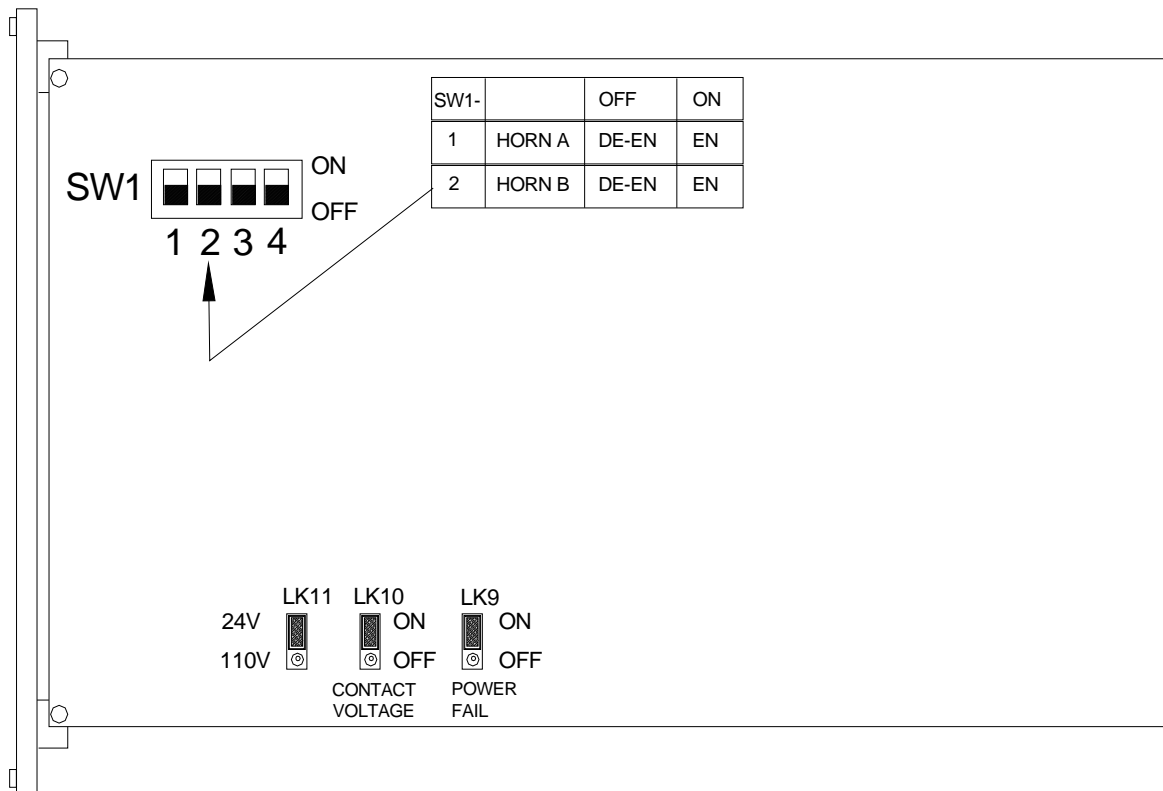 SW1- OFF ON
1 HORN A DE-EN EN
2 HORN B DE-EN EN
ON
SW1
OFF
1 2 3 4
LK11 LK10 LK9
24V ON ON
110V OFF OFF
CONTACT POWER
VOLTAGE FAIL